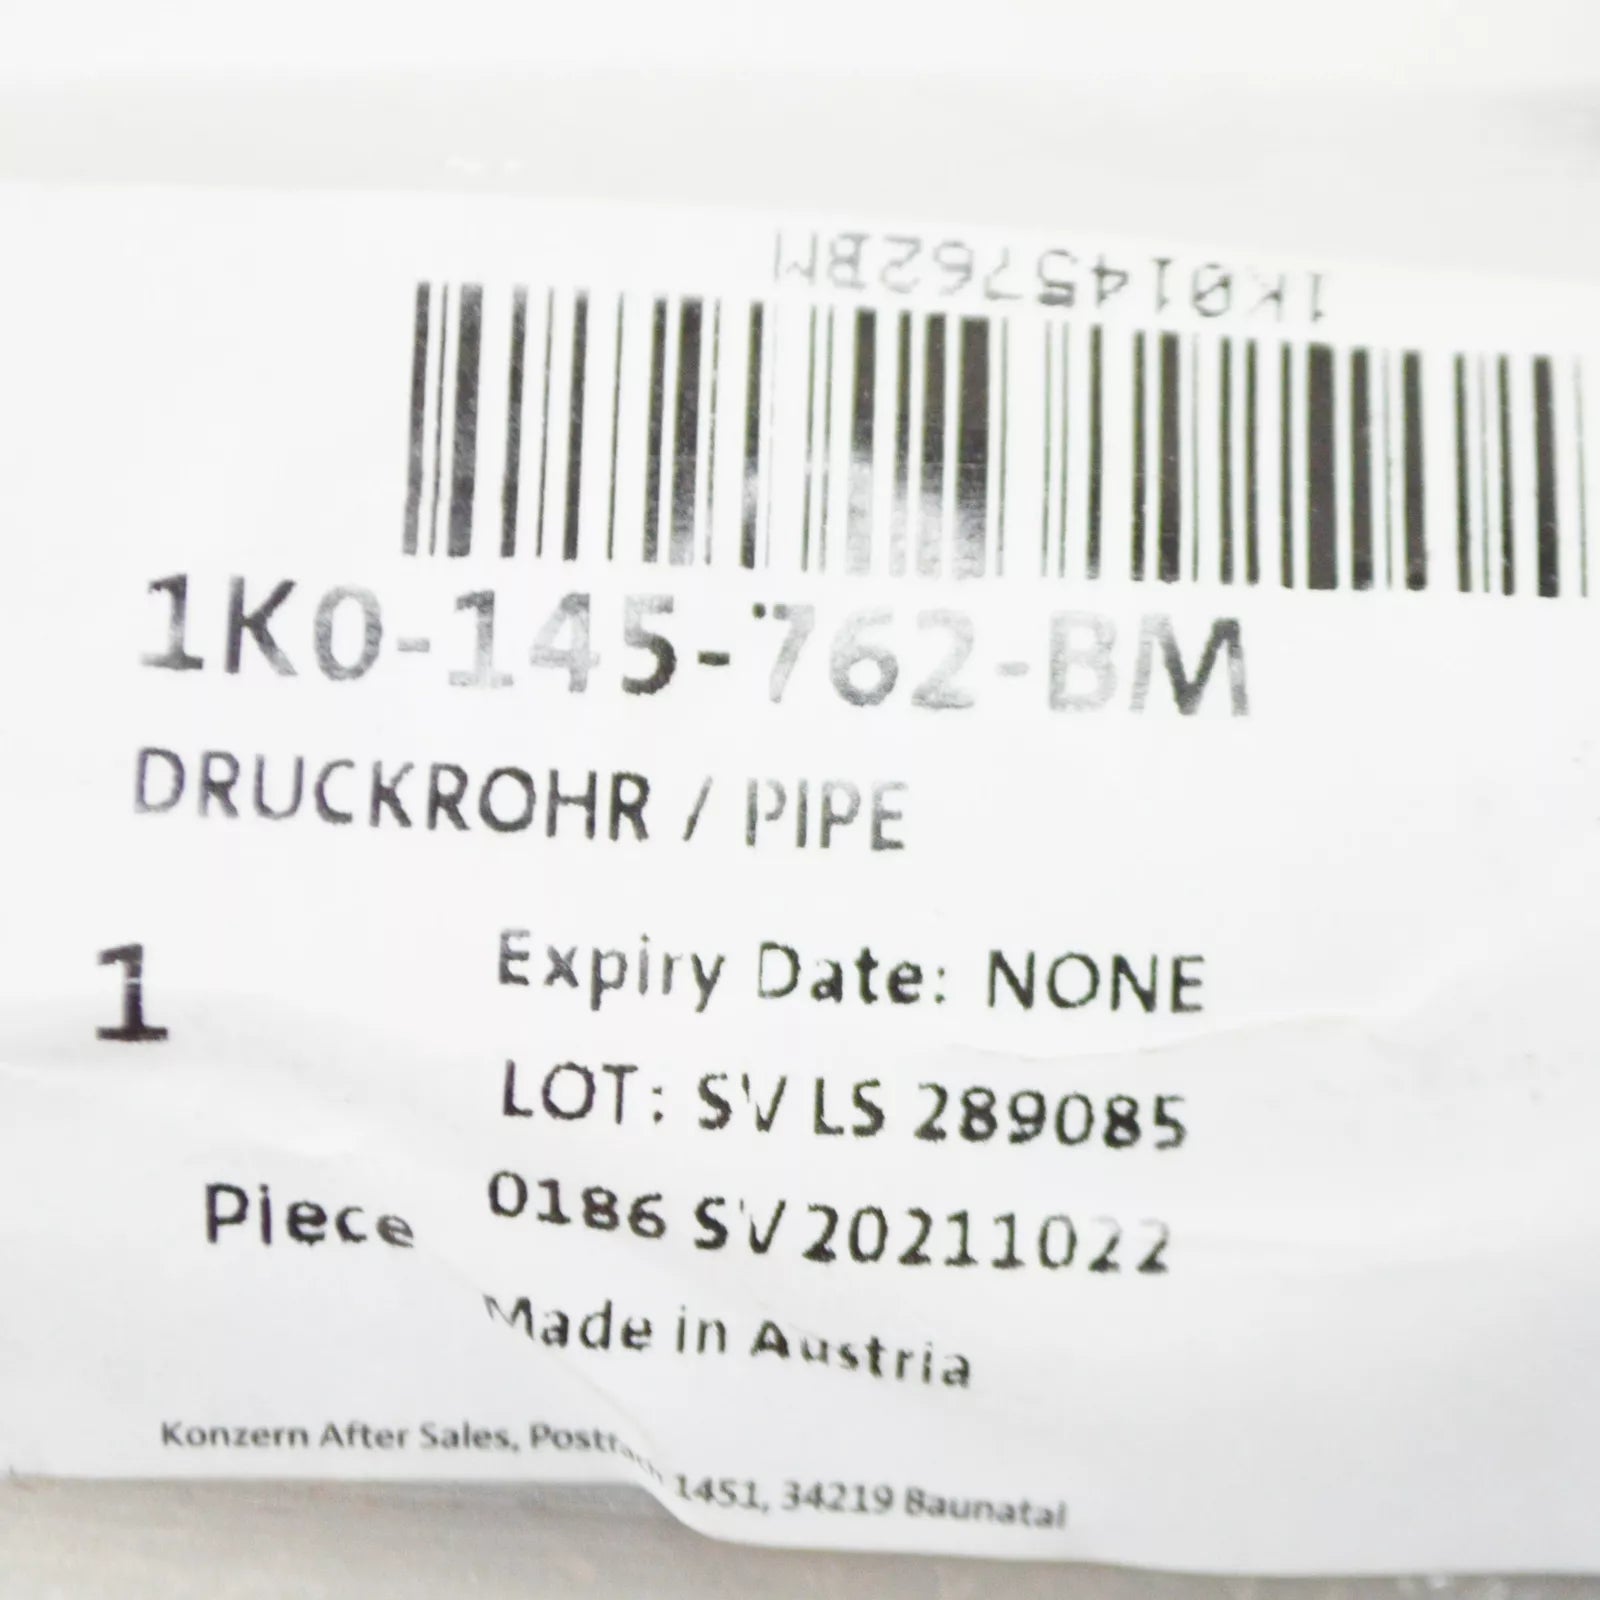 1K0145762BM
1K0-145-762-BM
DRUCKROHR / PIPE
1
Expiry Date: NONE
LOT: SV LS 289085
Piece
0186 SV 20211022
Made in Austria
Konzern After Sales, Postfach 1451, 34219 Baunatal